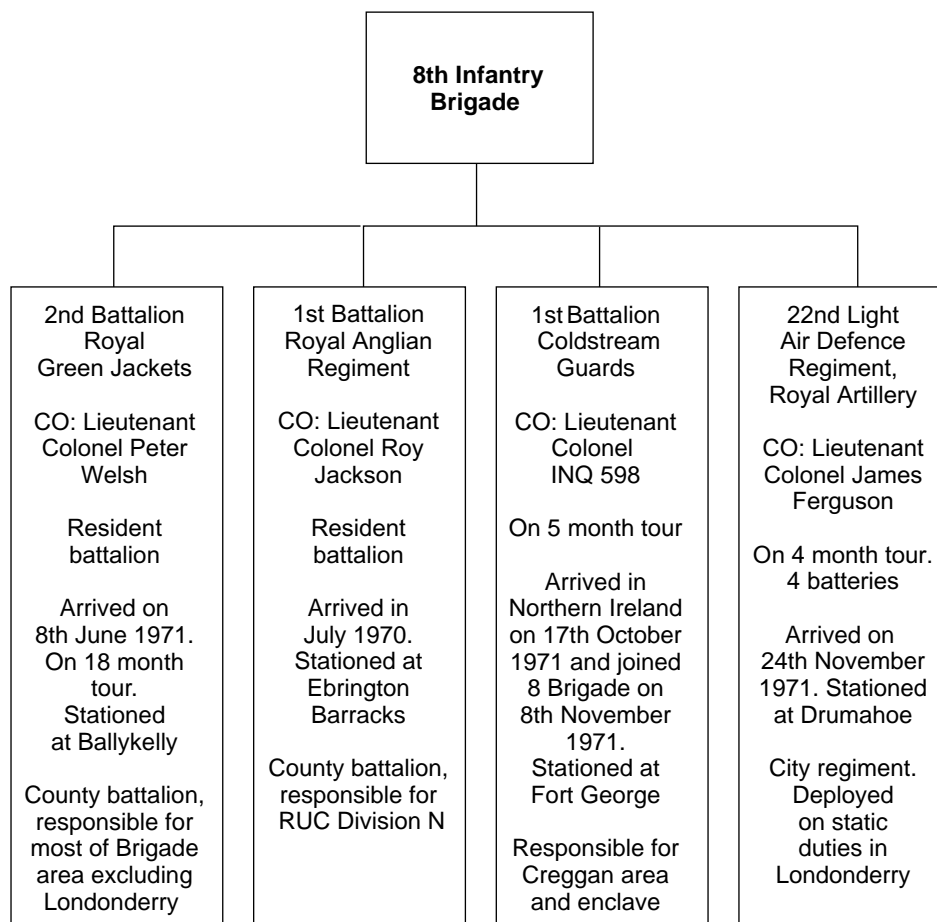 8th Infantry
Brigade
2nd Battalion
Royal
Green Jackets
CO: Lieutenant
Colonel Peter
Welsh
Resident
battalion
Arrived on
8th June 1971.
On 18 month
tour.
Stationed
at Ballykelly
County battalion,
responsible for
most of Brigade
area excluding
Londonderry
1st Battalion
Royal Anglian
Regiment
CO: Lieutenant
Colonel Roy
Jackson
Resident
battalion
Arrived in
July 1970.
Stationed at
Ebrington
Barracks
County battalion,
responsible for
RUC Division N
1st Battalion
Coldstream
Guards
CO: Lieutenant
Colonel
INQ 598
On 5 month tour
Arrived in
Northern Ireland
on 17th October
1971 and joined
8 Brigade on
8th November
1971.
Stationed at
Fort George
Responsible for
Creggan area
and enclave
22nd Light
Air Defence
Regiment,
Royal Artillery
CO: Lieutenant
Colonel James
Ferguson
On 4 month tour.
4 batteries
Arrived on
24th November
1971. Stationed
at Drumahoe
City regiment.
Deployed
on static
duties in
Londonderry